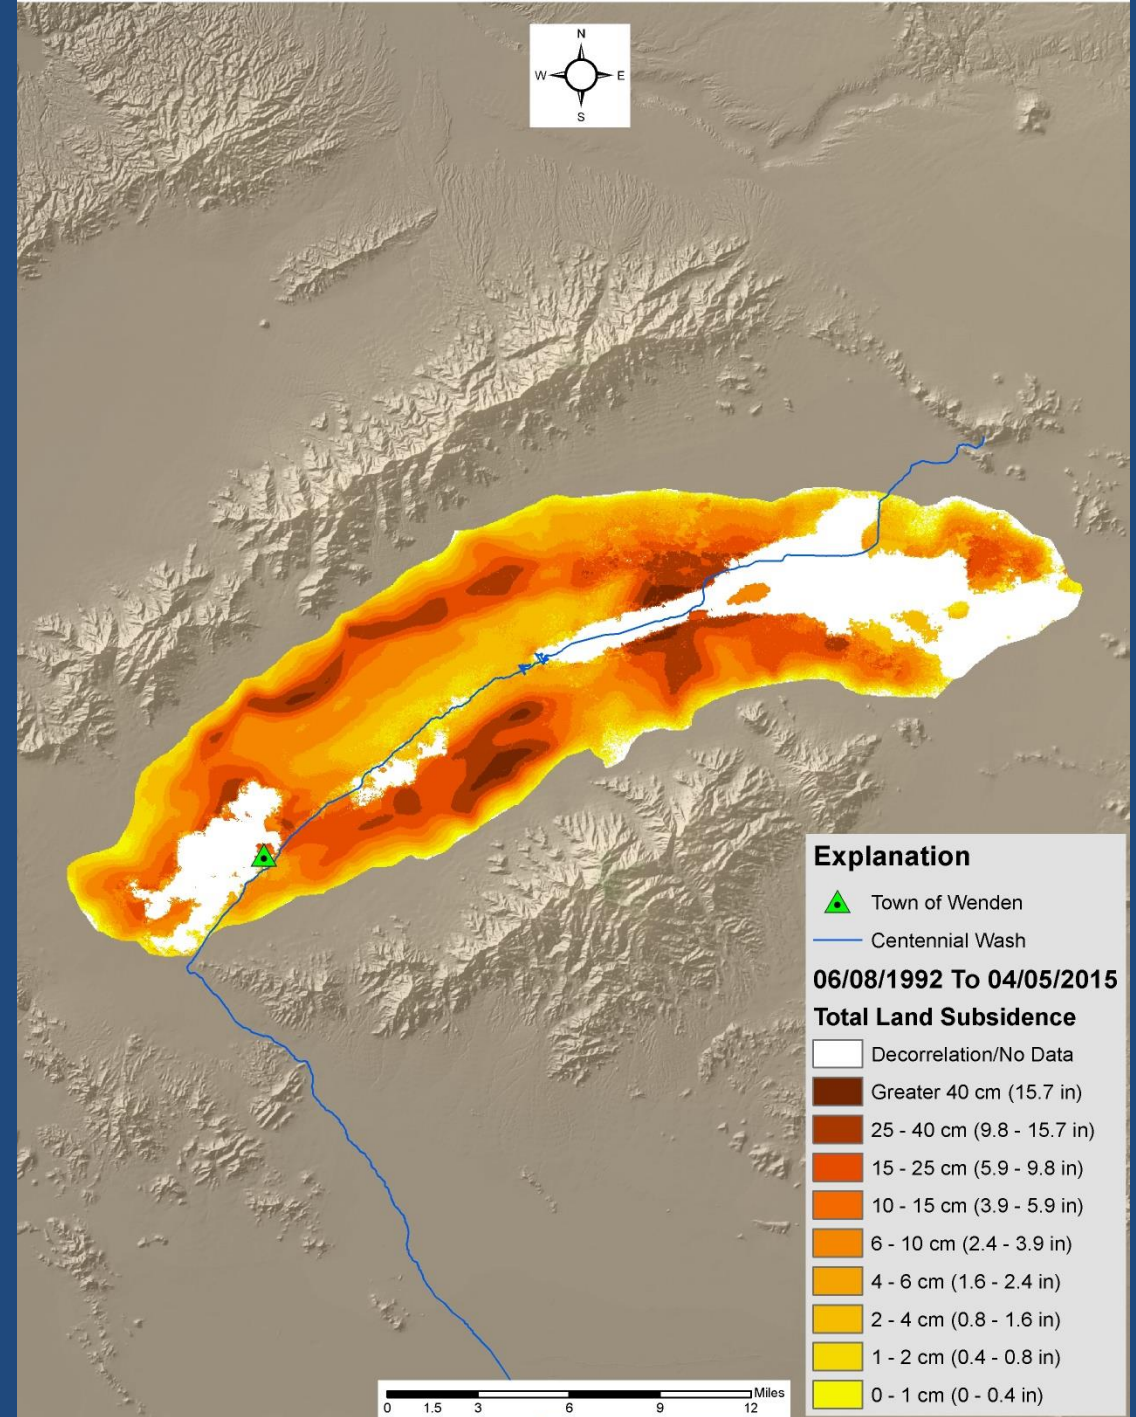 N
W E
S
Explanation
Town of Wenden
Centennial Wash
06/08/1992 To 04/05/2015
Total Land Subsidence
Decorrelation/No Data
Greater 40 cm (15.7 in)
25 - 40 cm (9.8 - 15.7 in)
15 - 25 cm (5.9 - 9.8 in)
10 - 15 cm (3.9 - 5.9 in)
6 - 10 cm (2.4 - 3.9 in)
4 - 6 cm (1.6 - 2.4 in)
2 - 4 cm (0.8 - 1.6 in)
1 - 2 cm (0.4 - 0.8 in)
0 - 1 cm (0 - 0.4 in)
Miles
0 1.5 3 6 9 12